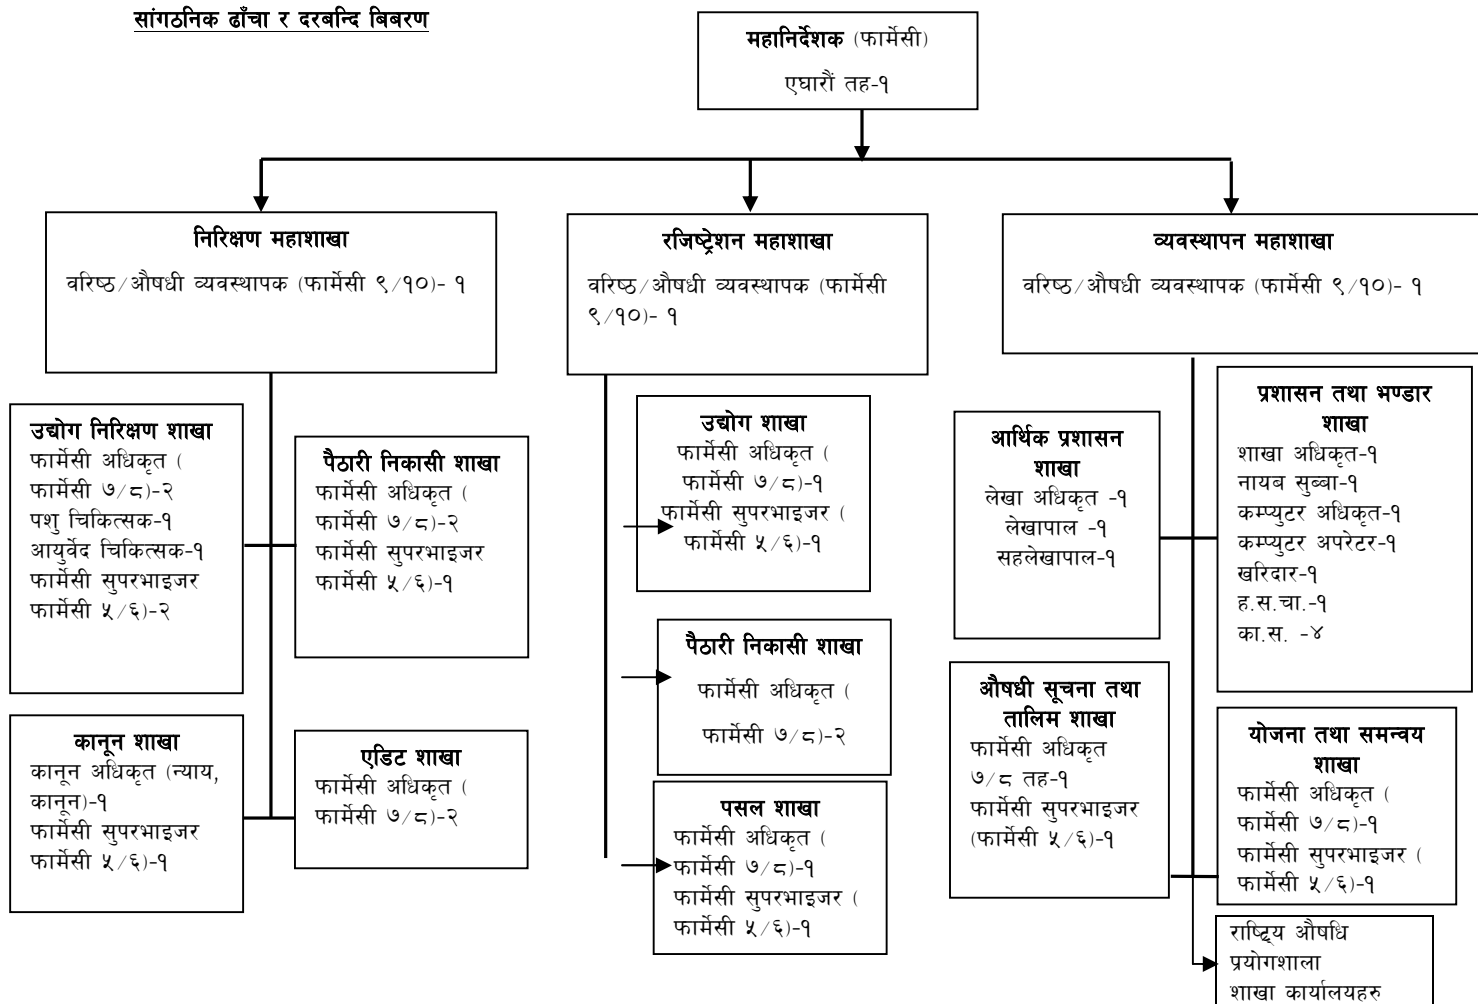 सांगठनिक ढाँचा र दरबन्दि बिबरण
महानिर्देशक (फार्मेसी)
एघारौं तह-१
निरिक्षण महाशाखा
वरिष्ठ/औषधी व्यवस्थापक (फार्मेसी ९/१०)- १
रजिष्ट्रेशन महाशाखा
वरिष्ठ/औषधी व्यवस्थापक (फार्मेसी
९/१०)- १
व्यवस्थापन महाशाखा
वरिष्ठ/औषधी व्यवस्थापक (फार्मेसी ९/१०)- १
उद्योग निरिक्षण शाखा
फार्मेसी अधिकृत (
फार्मेसी ७/८)-२
पशु चिकित्सक-१
आयुर्वेद चिकित्सक-१
फार्मेसी सुपरभाइजर
फार्मेसी ५/६)-२
पैठारी निकासी शाखा
फार्मेसी अधिकृत (
फार्मेसी ७/८)-२
फार्मेसी सुपरभाइजर
फार्मेसी ५/६)-१
कानून शाखा
कानून अधिकृत (न्याय,
कानून)-१
फार्मेसी सुपरभाइजर
फार्मेसी ५/६)-१
एडिट शाखा
फार्मेसी अधिकृत (
फार्मेसी ७/८)-२
उद्योग शाखा
फार्मेसी अधिकृत (
फार्मेसी ७/८)-१
फार्मेसी सुपरभाइजर (
फार्मेसी ५/६)-१
पैठारी निकासी शाखा
फार्मेसी अधिकृत (
फार्मेसी ७/८)-२
पसल शाखा
फार्मेसी अधिकृत (
फार्मेसी ७/८)-१
फार्मेसी सुपरभाइजर (
फार्मेसी ५/६)-१
आर्थिक प्रशासन
शाखा
लेखा अधिकृत -१
लेखापाल -१
सहलेखापाल-१
प्रशासन तथा भण्डार
शाखा
शाखा अधिकृत-१
नायब सुब्बा-१
कम्प्युटर अधिकृत-१
कम्प्युटर अपरेटर-१
खरिदार-१
ह.स.चा.-१
का.स. -४
औषधी सूचना तथा
तालिम शाखा
फार्मेसी अधिकृत
७/८ तह-१
फार्मेसी सुपरभाइजर
(फार्मेसी ५/६)-१
योजना तथा समन्वय
शाखा
फार्मेसी अधिकृत (
फार्मेसी ७/८)-१
फार्मेसी सुपरभाइजर (
फार्मेसी ५/६)-१
राष्ट्रिय औषधि
प्रयोगशाला
शाखा कार्यालयहरु